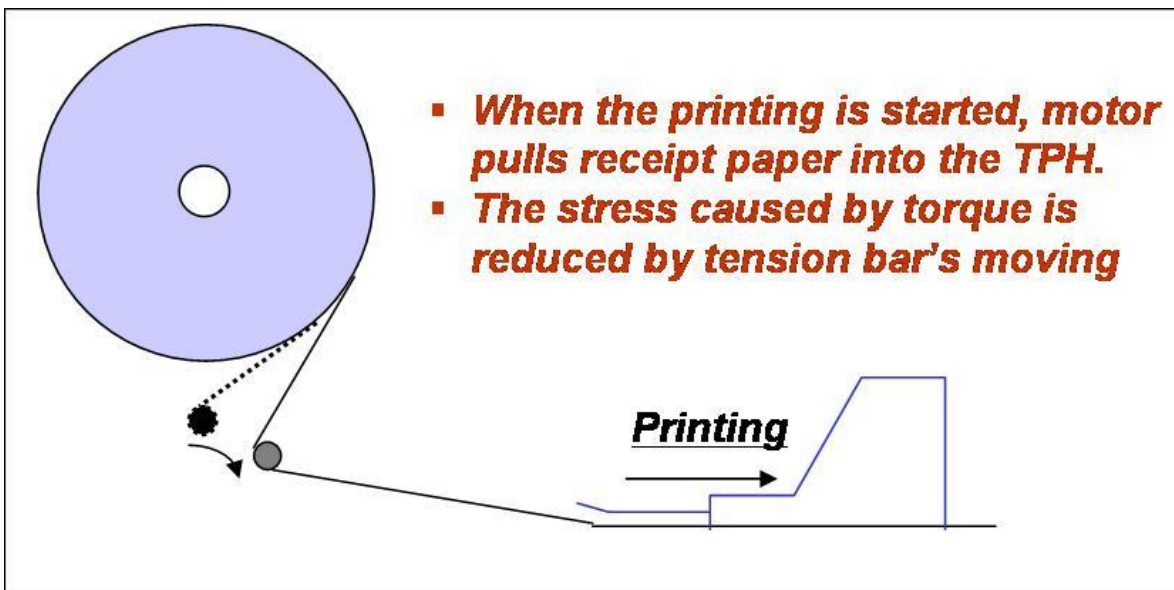 ▪ When the printing is started, motor
pulls receipt paper into the TPH.
▪ The stress caused by torque is
reduced by tension bar's moving
Printing